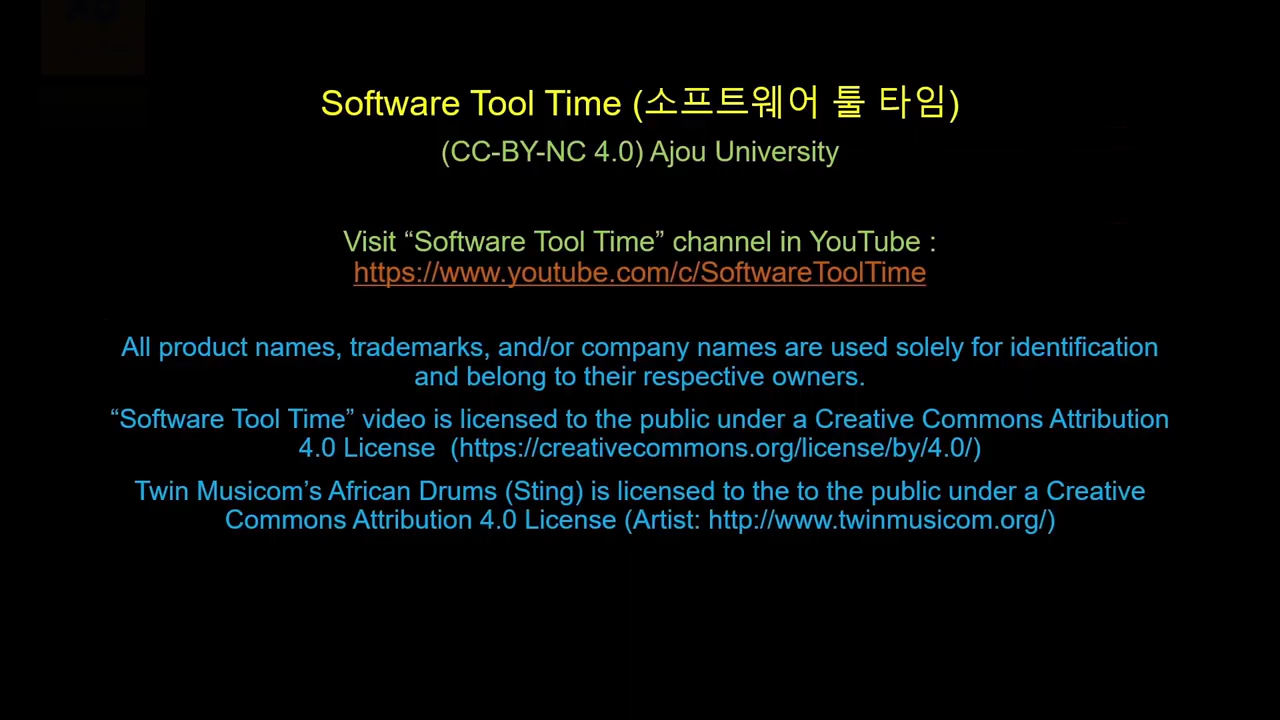 Software Tool Time (소프트웨어 툴 타임)
(CC-BY-NC 4.0) Ajou University
Visit “Software Tool Time” channel in YouTube :
https://www.youtube.com/c/SoftwareToolTime
All product names, trademarks, and/or company names are used solely for identification
and belong to their respective owners.
“Software Tool Time” video is licensed to the public under a Creative Commons Attribution
4.0 License (https://creativecommons.org/license/by/4.0/)
Twin Musicom’s African Drums (Sting) is licensed to the to the public under a Creative
Commons Attribution 4.0 License (Artist: http://www.twinmusicom.org/)